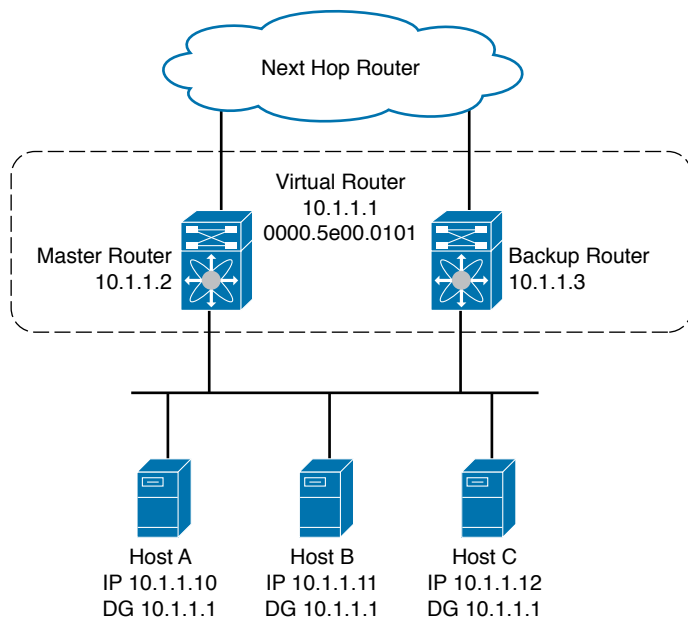 Next Hop Router
Virtual Router
10.1.1.1
0000.5e00.0101
Master Router
10.1.1.2
Backup Router
10.1.1.3
Host A
IP 10.1.1.10
DG 10.1.1.1
Host B
IP 10.1.1.11
DG 10.1.1.1
Host C
IP 10.1.1.12
DG 10.1.1.1